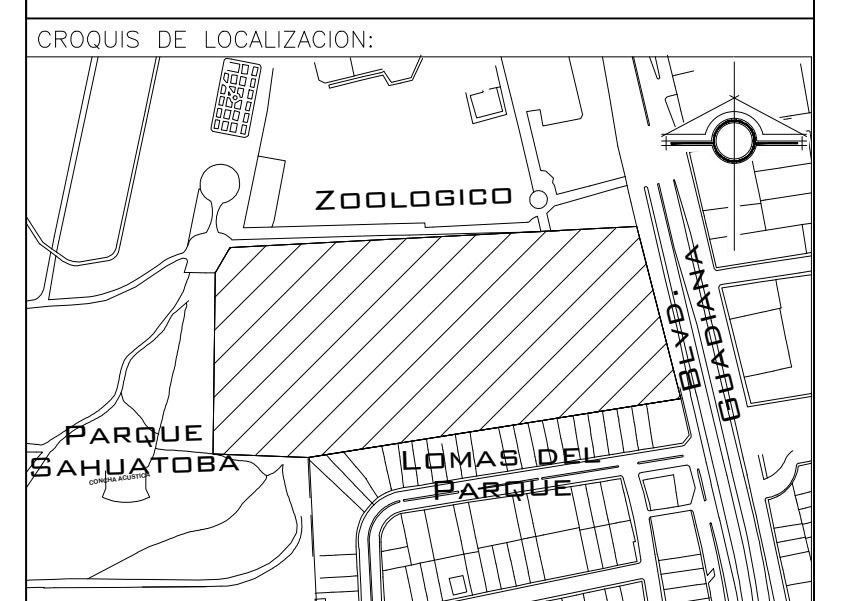 CROQUIS DE LOCALIZACION:
ZOOLOGICO
BLVD.
GUADIANA
PARQUE
SAHUATOBA
CONCHA ACUSTICA
LOMAS DEL
PARQUE